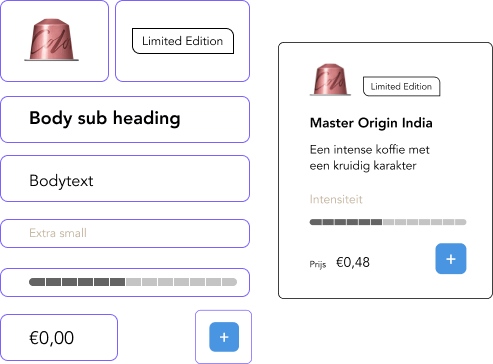 Limited Edition
Body sub heading
Bodytext
Extra small
€0,00
+
Limited Edition
Master Origin India
Een intense koffie met
een kruidig karakter
Intensiteit
Prijs €0,48
+